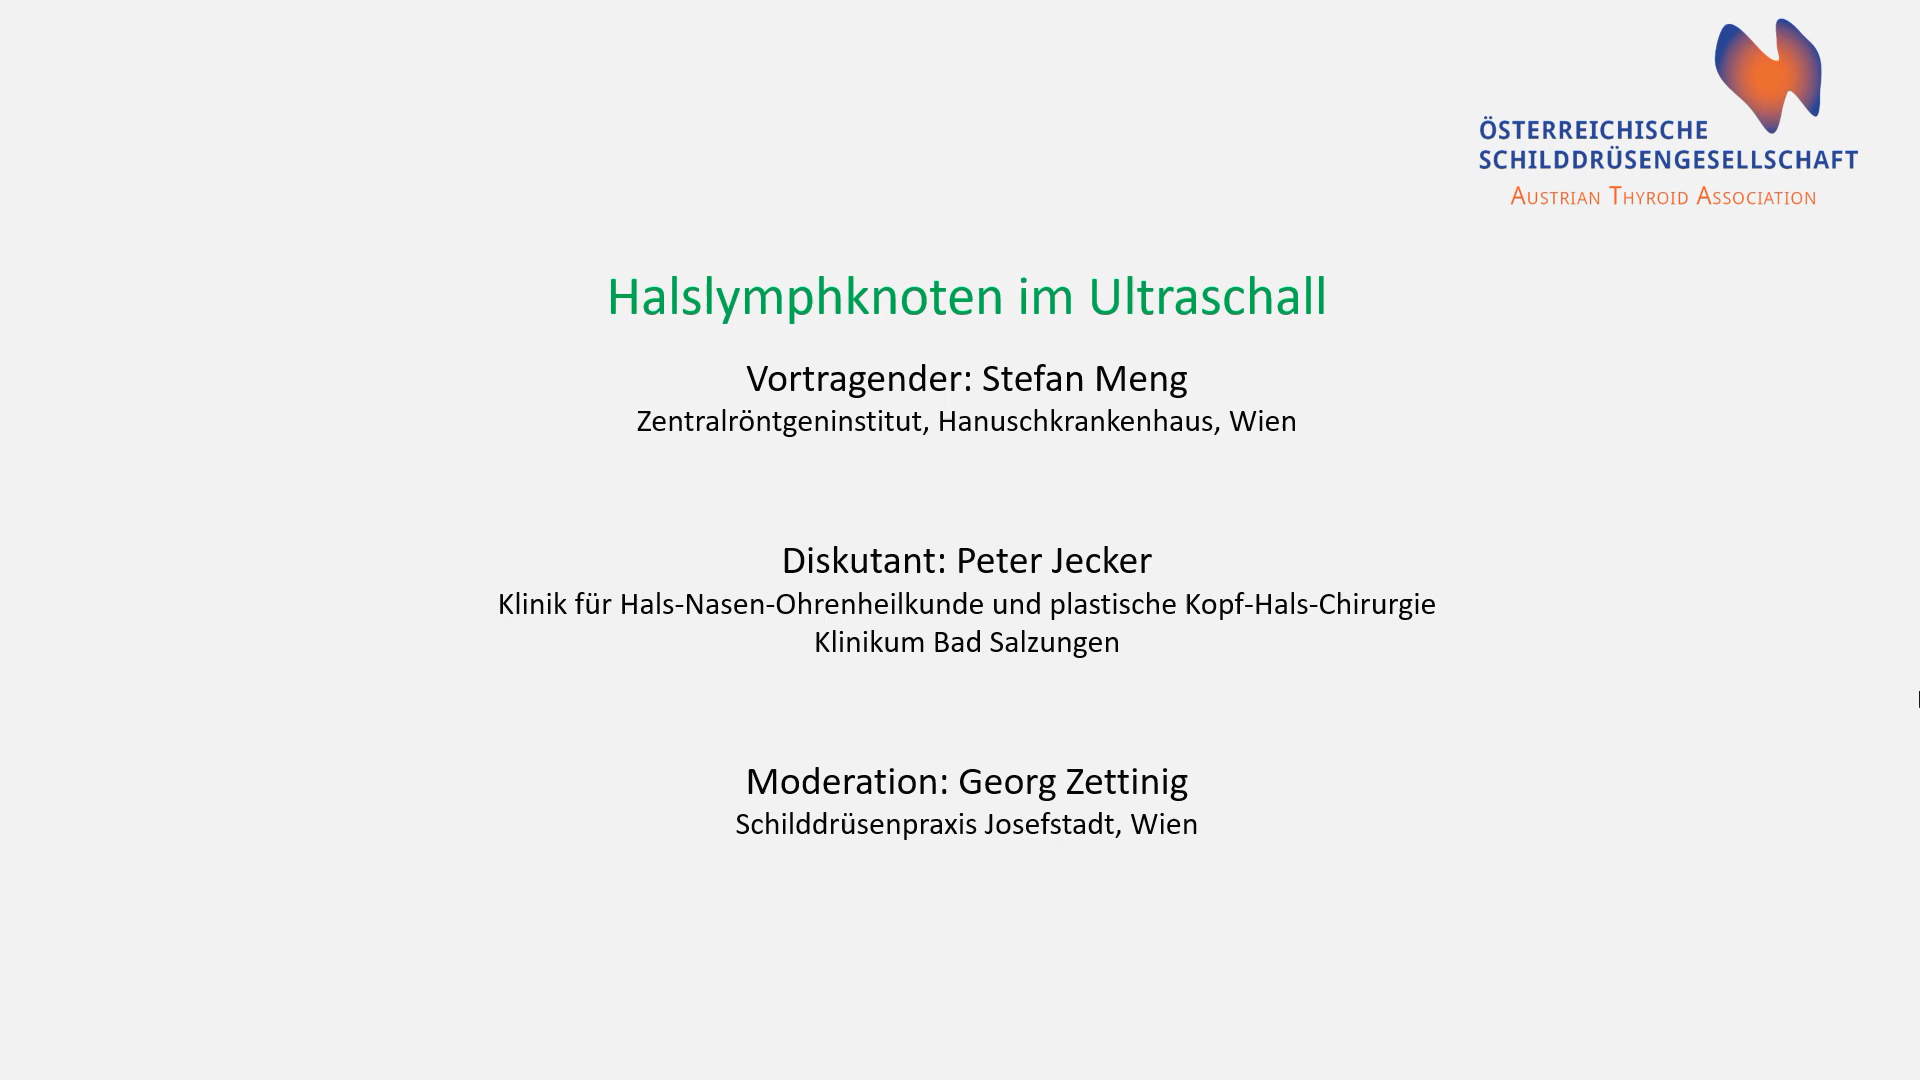 ÖSTERREICHISCHE
SCHILDDRÜSENGESELLSCHAFT
AUSTRIAN THYROID ASSOCIATION
Halslymphknoten im Ultraschall
Vortragender: Stefan Meng
Zentralröntgeninstitut, Hanuschkrankenhaus, Wien
Diskutant: Peter Jecker
Klinik für Hals-Nasen-Ohrenheilkunde und plastische Kopf-Hals-Chirurgie
Klinikum Bad Salzungen
Moderation: Georg Zettinig
Schilddrüsenpraxis Josefstadt, Wien